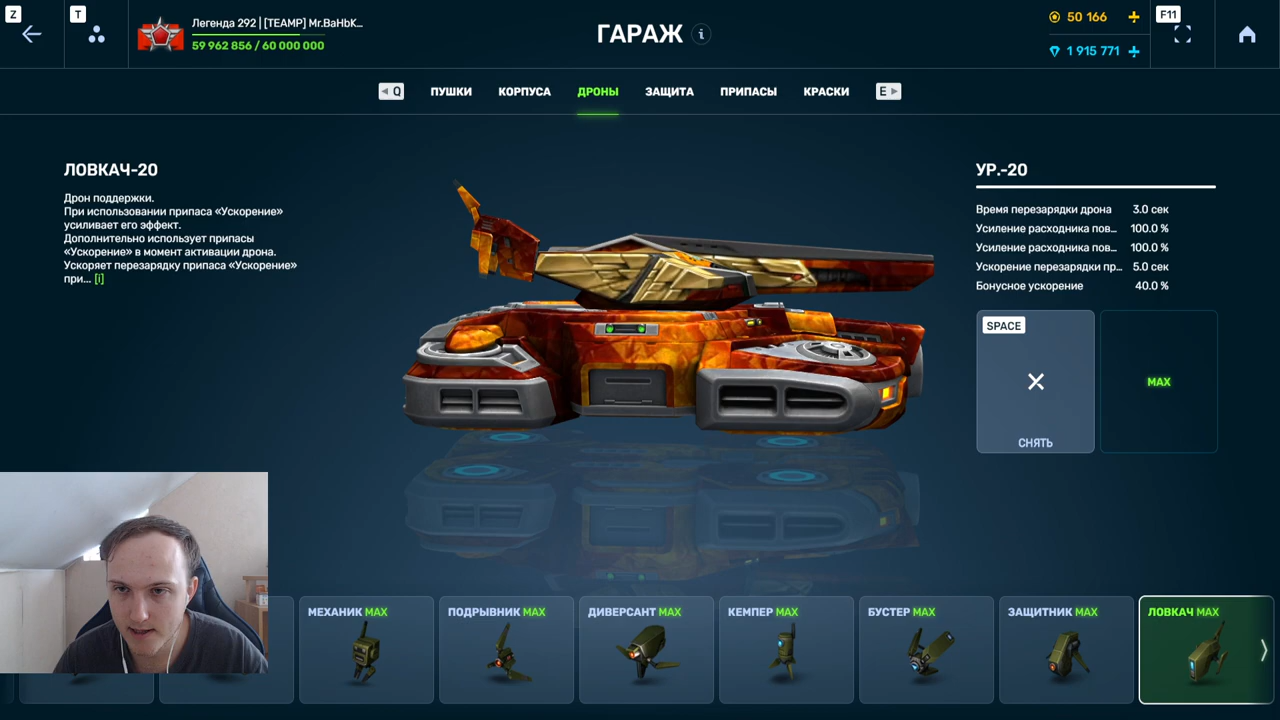 Z
T
Легенда 292 | [TEAMP] Mr.BaHbK...
59 962 856 / 60 000 000
ГАРАЖ i
50 166 +
1 915 771 +
F11
Q
ПУШКИ
КОРПУСА
ДРОНЫ
ЗАЩИТА
ПРИПАСЫ
КРАСКИ
E
ЛОВКАЧ-20
Дрон поддержки.
При использовании припаса «Ускорение»
усиливает его эффект.
Дополнительно использует припасы
«Ускорение» в момент активации дрона.
Ускоряет перезарядку припаса «Ускорение»
при... [i]
УР.-20
Время перезарядки дрона 3.0 сек
Усиление расходника пов... 100.0 %
Усиление расходника пов... 100.0 %
Ускорение перезарядки пр... 5.0 сек
Бонусное ускорение 40.0 %
SPACE
СНЯТЬ
MAX
МЕХАНИК MAX
ПОДРЫВНИК MAX
ДИВЕРСАНТ MAX
КЕМПЕР MAX
БУСТЕР MAX
ЗАЩИТНИК MAX
ЛОВКАЧ MAX